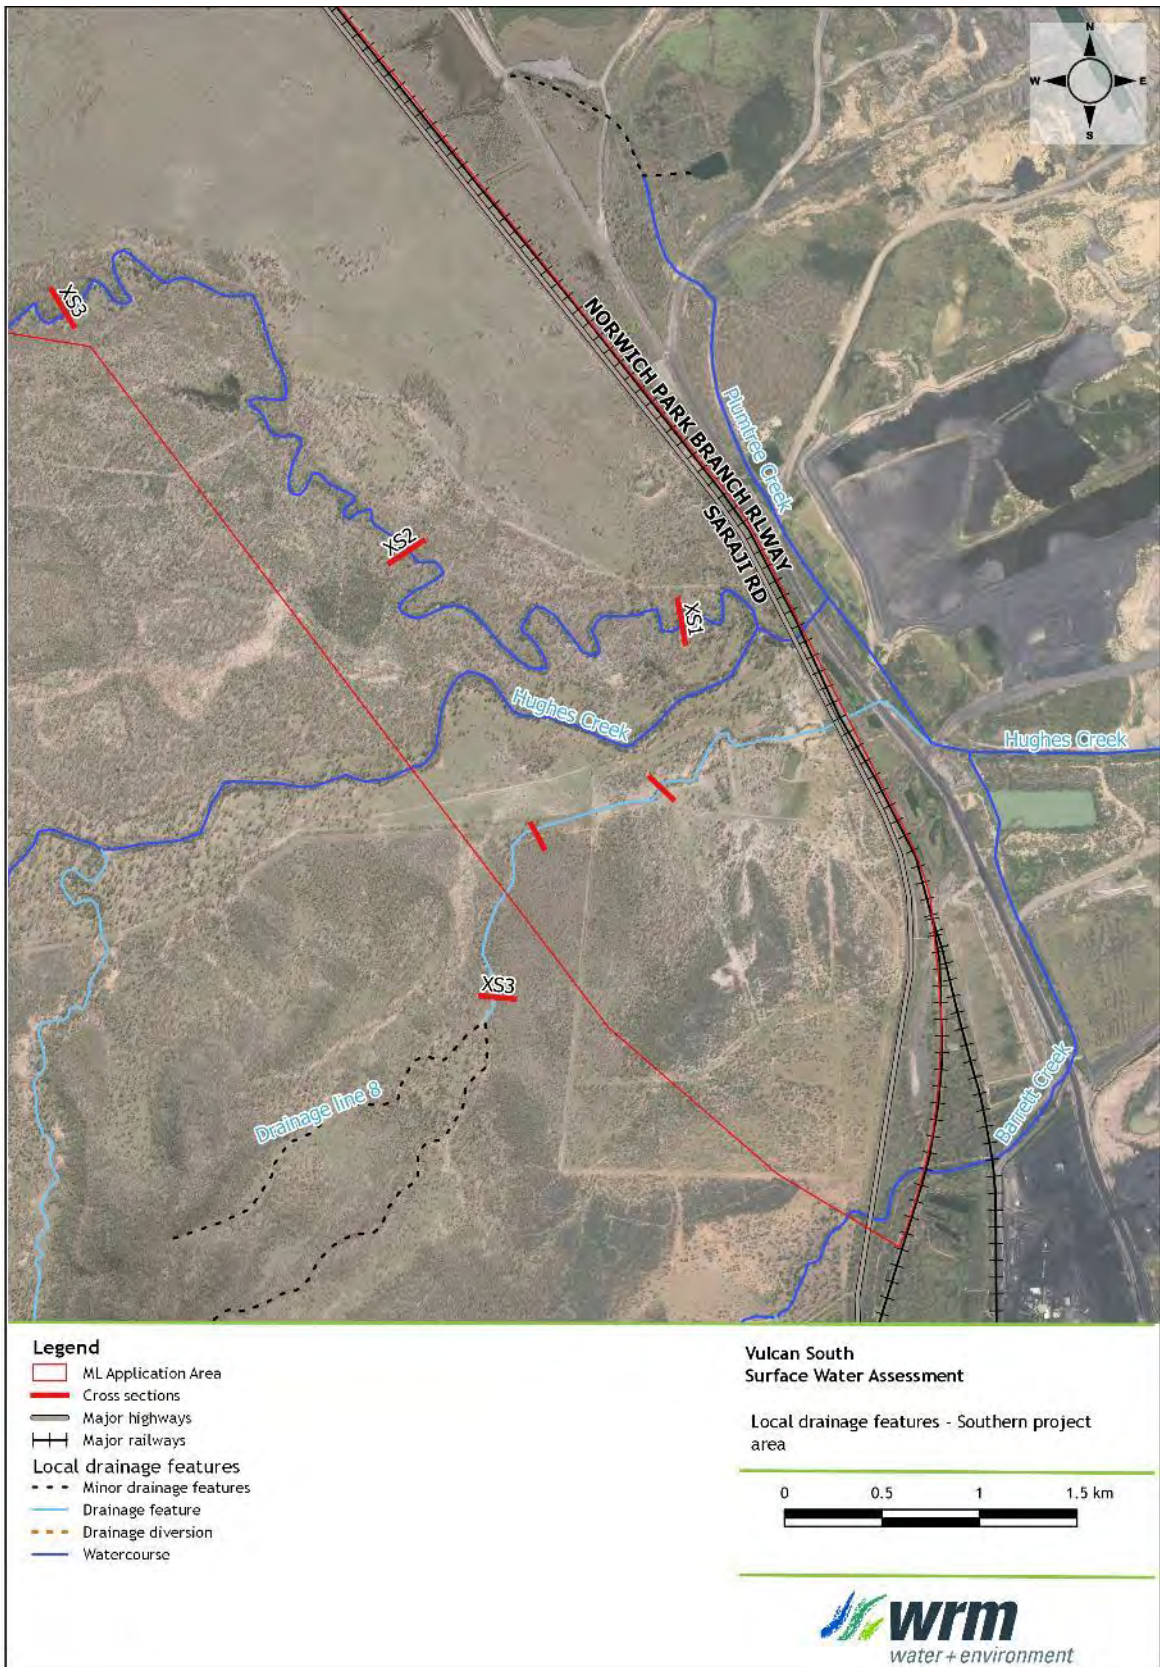 N
W
E
S
XS3
NORWICH PARK BRANCH RLWAY
Plumtree Creek
SARAJI RD
XS2
XS1
Hughes Creek
Hughes Creek
XS3
Drainage line 8
Barrett Creek
Legend
ML Application Area
Cross sections
Major highways
Major railways
Local drainage features
Minor drainage features
Drainage feature
Drainage diversion
Watercourse
Vulcan South
Surface Water Assessment
Local drainage features - Southern project
area
0 0.5 1 1.5 km
wrm
water + environment